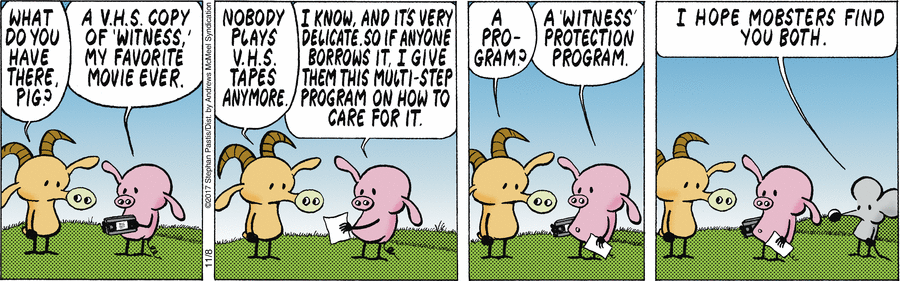 WHAT
DO YOU
HAVE
THERE,
PIG?
A V.H.S. COPY
OF 'WITNESS,'
MY FAVORITE
MOVIE EVER.
©2017 Stephan Pastis/Dist. by Andrews McMeel Syndication
11/8
NOBODY
PLAYS
V.H.S.
TAPES
ANYMORE.
I KNOW, AND IT'S VERY
DELICATE. SO IF ANYONE
BORROWS IT, I GIVE
THEM THIS MULTI-STEP
PROGRAM ON HOW TO
CARE FOR IT.
A
PRO-
GRAM?
A 'WITNESS'
PROTECTION
PROGRAM.
I HOPE MOBSTERS FIND
YOU BOTH.